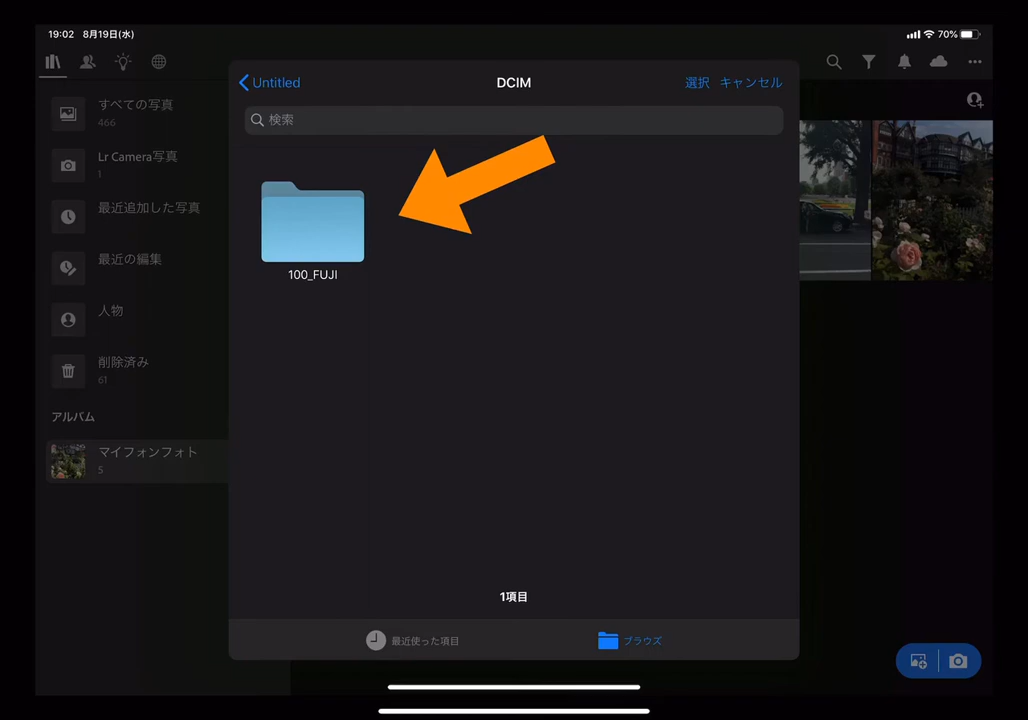 19:02 8月19日(水)
70%
Untitled
DCIM
選択 キャンセル
検索
100_FUJI
1項目
最近使った項目
ブラウズ
すべての写真
466
Lr Camera写真
1
最近追加した写真
最近の編集
人物
削除済み
61
アルバム
マイフォンフォト
5